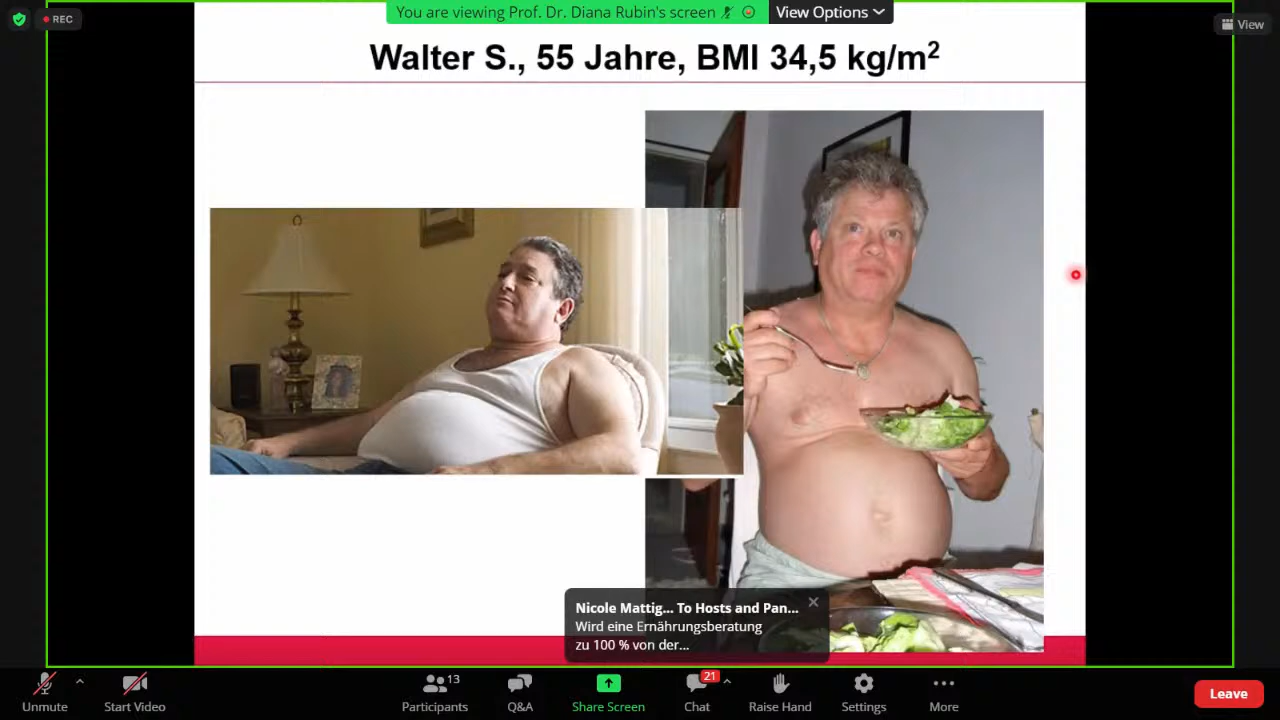 You are viewing Prof. Dr. Diana Rubin's screen
View Options
REC
View
Walter S., 55 Jahre, BMI 34,5 kg/m²
Nicole Mattig... To Hosts and Pan...
Wird eine Ernährungsberatung
zu 100 % von der...
13
21
Unmute
Start Video
Participants
Q&A
Share Screen
Chat
Raise Hand
Settings
More
Leave